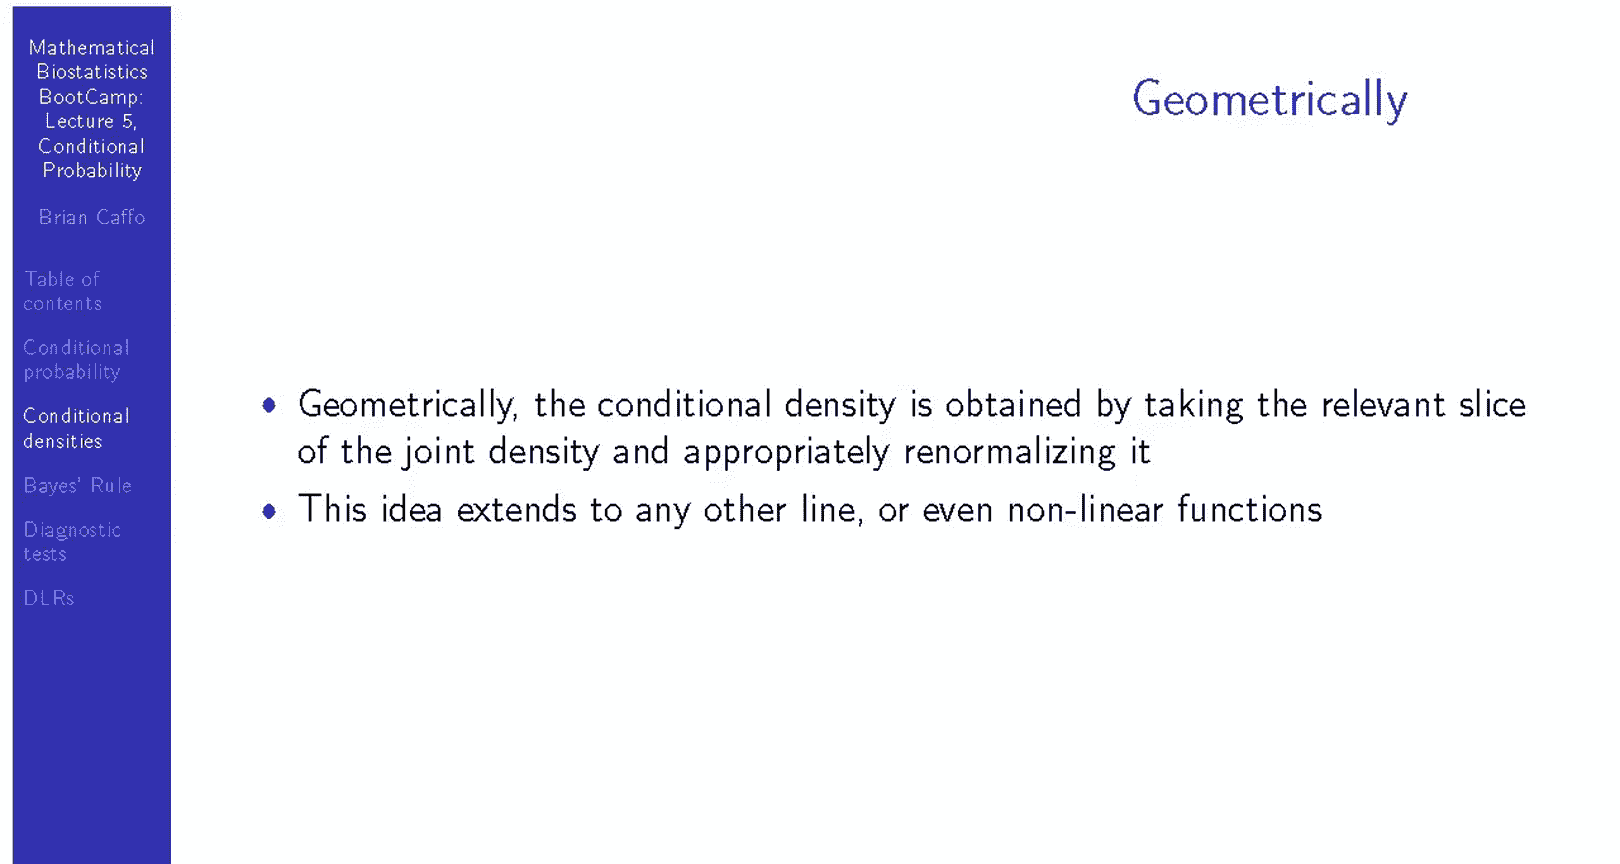 Mathematical
Biostatistics
BootCamp:
Lecture 5,
Conditional
Probability
Brian Caffo
Table of
contents
Conditional
probability
Conditional
densities
Bayes' Rule
Diagnostic
tests
DLRs
Geometrically
• Geometrically, the conditional density is obtained by taking the relevant slice
of the joint density and appropriately renormalizing it
• This idea extends to any other line, or even non-linear functions